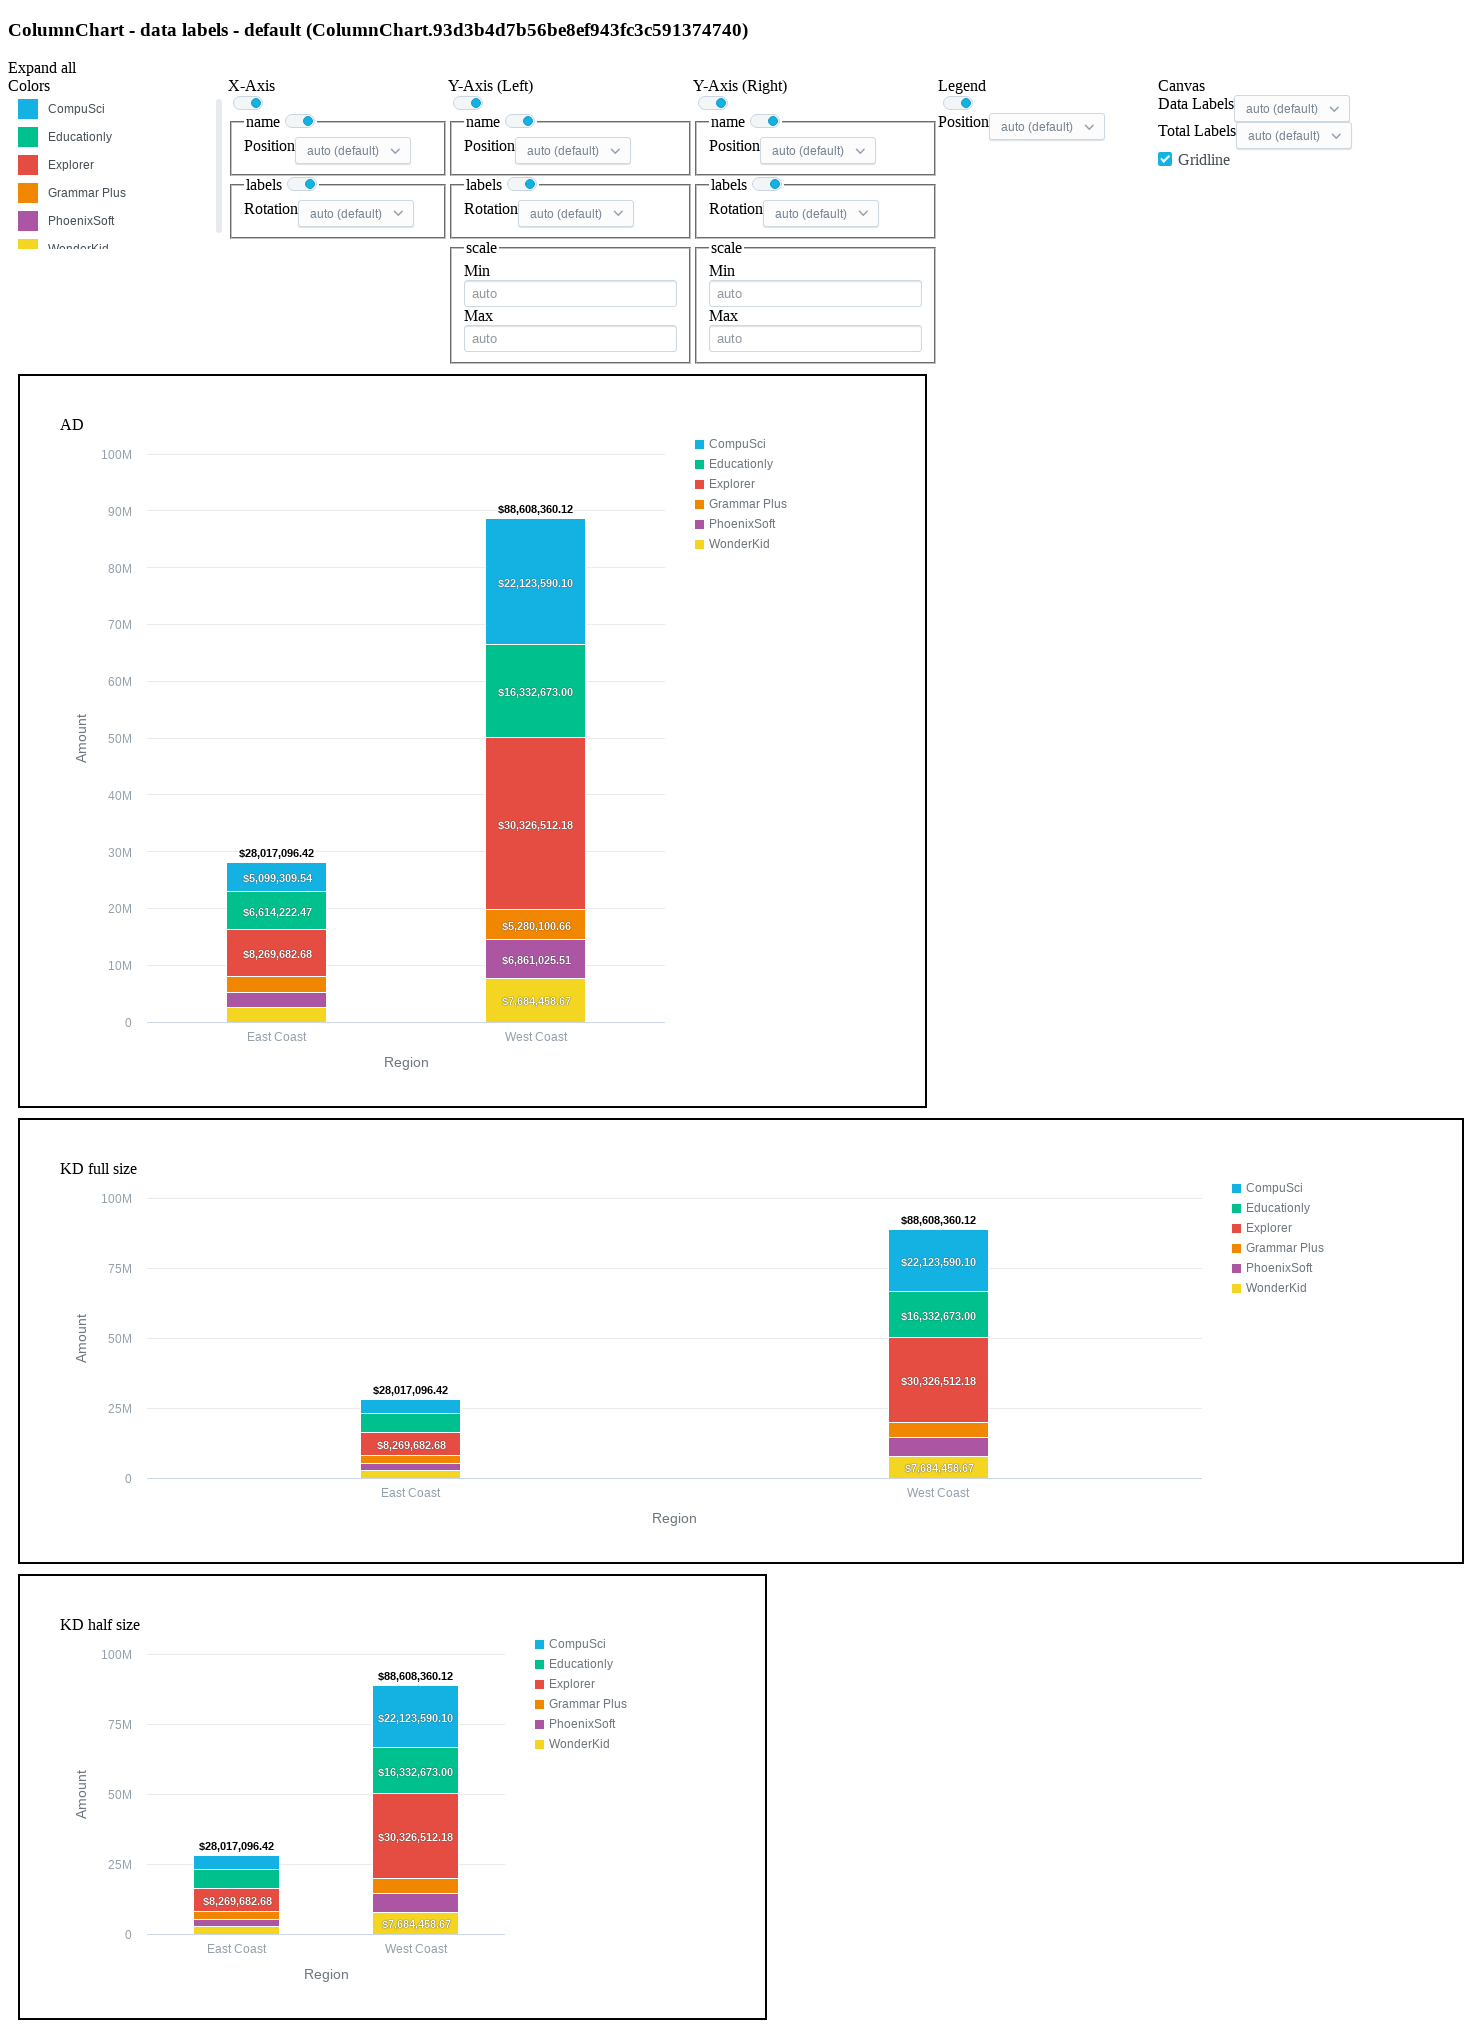 ColumnChart - data labels - default (ColumnChart.93d3b4d7b56be8ef943fc3c591374740)
Expand all
Colors
CompuSci
Educationly
Explorer
Grammar Plus
PhoenixSoft
WonderKid
X-Axis
name
Position auto (default)
labels
Rotation auto (default)
Y-Axis (Left)
name
Position auto (default)
labels
Rotation auto (default)
scale
Min
auto
Max
auto
Y-Axis (Right)
name
Position auto (default)
labels
Rotation auto (default)
scale
Min
auto
Max
auto
Legend
Position auto (default)
Canvas
Data Labels auto (default)
Total Labels auto (default)
Gridline
AD
100M
90M
80M
70M
60M
50M
40M
30M
20M
10M
0
Amount
$28,017,096.42
$5,099,309.54
$6,614,222.47
$8,269,682.68
$88,608,360.12
$22,123,590.10
$16,332,673.00
$30,326,512.18
$5,280,100.66
$6,861,025.51
$7,684,458.67
East Coast
West Coast
Region
CompuSci
Educationly
Explorer
Grammar Plus
PhoenixSoft
WonderKid
KD full size
100M
75M
50M
25M
0
Amount
$28,017,096.42
$8,269,682.68
$88,608,360.12
$22,123,590.10
$16,332,673.00
$30,326,512.18
$7,684,458.67
East Coast
West Coast
Region
CompuSci
Educationly
Explorer
Grammar Plus
PhoenixSoft
WonderKid
KD half size
100M
75M
50M
25M
0
Amount
$28,017,096.42
$8,269,682.68
$88,608,360.12
$22,123,590.10
$16,332,673.00
$30,326,512.18
$7,684,458.67
East Coast
West Coast
Region
CompuSci
Educationly
Explorer
Grammar Plus
PhoenixSoft
WonderKid